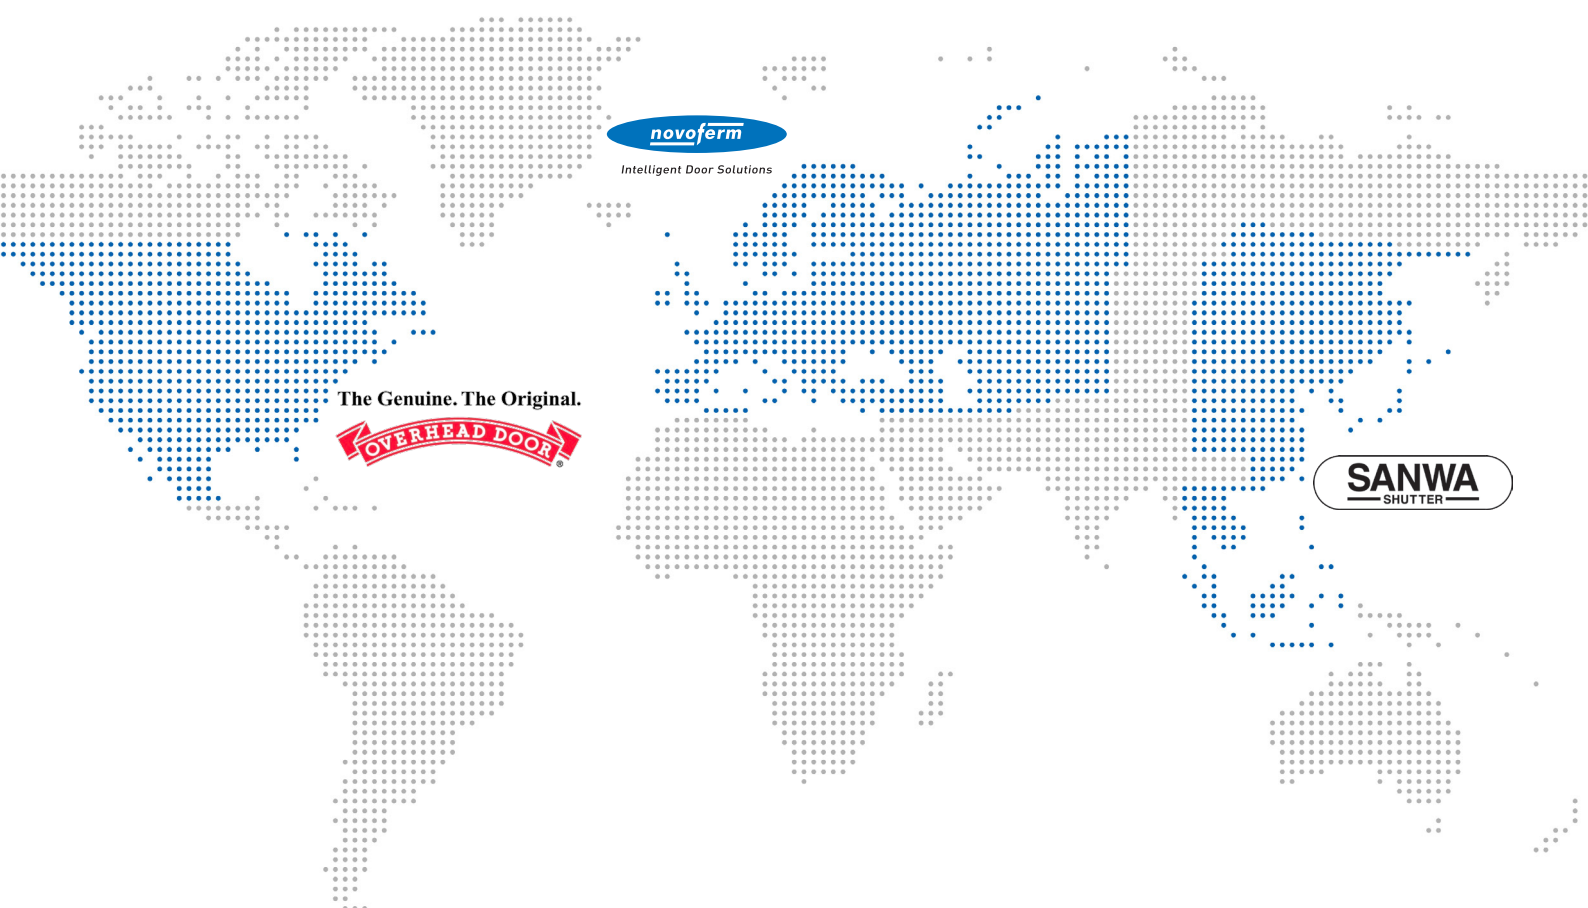 novoferm
Intelligent Door Solutions
The Genuine. The Original.
OVERHEAD DOOR
®
SANWA
SHUTTER